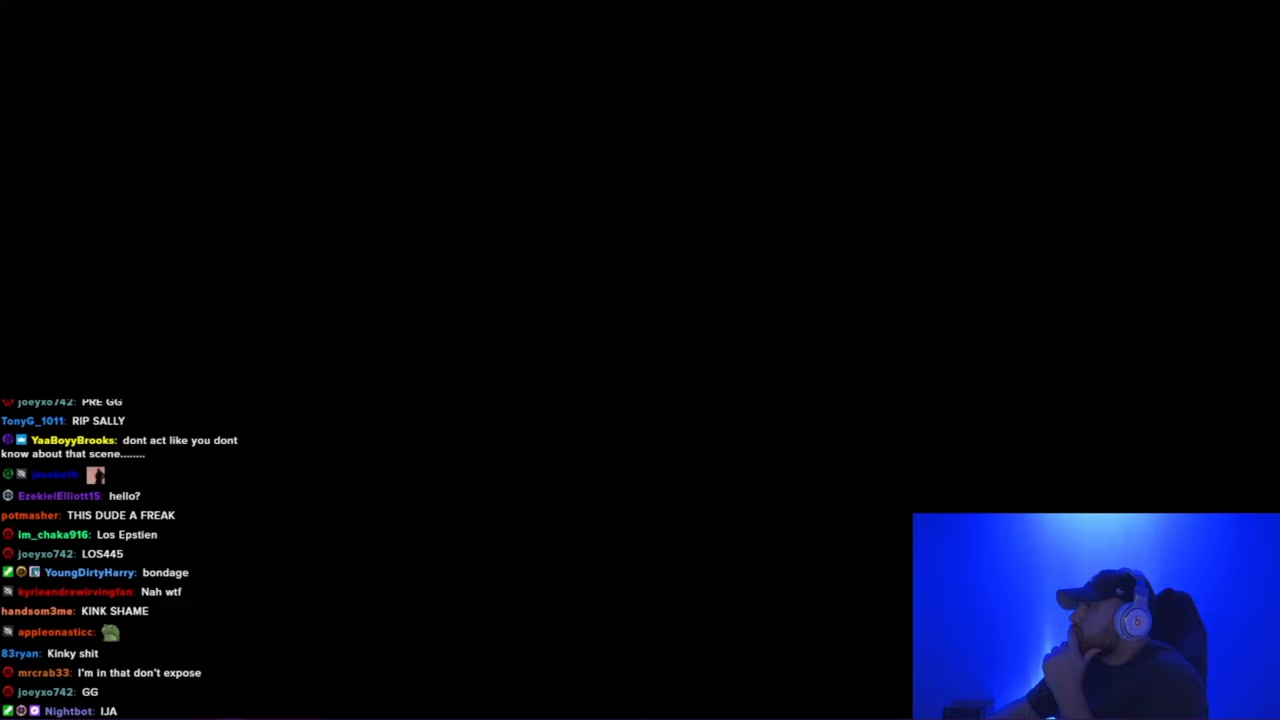 joeyxo742: PRE GG
TonyG_1011: RIP SALLY
YaaBoyyBrooks: dont act like you dont
know about that scene........
EzekielElliott15: hello?
potmasher: THIS DUDE A FREAK
im_chaka916: Los Epstien
joeyxo742: LOS445
YoungDirtyHarry: bondage
kyrieandrewirvingfan: Nah wtf
handsom3me: KINK SHAME
appleonasticc:
83ryan: Kinky shit
mrcrab33: I'm in that don't expose
joeyxo742: GG
Nightbot: IJA